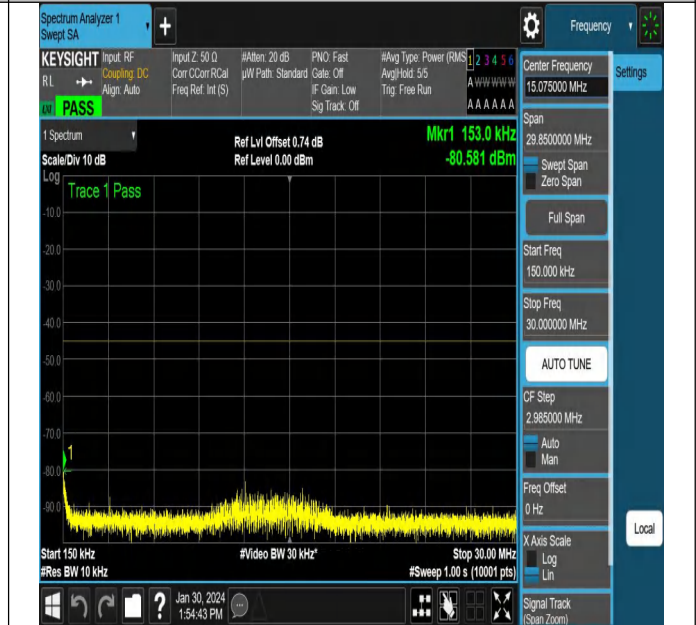 Spectrum Analyzer 1
Swept SA
+
Frequency
KEYSIGHT
RL
LXI
PASS
Input: RF
Coupling: DC
Align: Auto
Input Z: 50 Ω
Corr CCorr RCal
Freq Ref: Int (S)
#Atten: 20 dB
µW Path: Standard
PNO: Fast
Gate: Off
IF Gain: Low
Sig Track: Off
#Avg Type: Power (RMS
Avg|Hold: 5/5
Trig: Free Run
1 2 3 4 5 6
A W W W W W
A A A A A A
1 Spectrum
Scale/Div 10 dB
Log
Ref Lvl Offset 0.74 dB
Ref Level 0.00 dBm
Mkr1 153.0 kHz
-80.581 dBm
Trace 1 Pass
-10.0
-20.0
-30.0
-40.0
-50.0
-60.0
-70.0
-80.0
-90.0
1
Start 150 kHz
#Res BW 10 kHz
#Video BW 30 kHz*
Stop 30.00 MHz
#Sweep 1.00 s (10001 pts)
Center Frequency
15.075000 MHz
Settings
Span
29.8500000 MHz
Swept Span
Zero Span
Full Span
Start Freq
150.000 kHz
Stop Freq
30.000000 MHz
AUTO TUNE
CF Step
2.985000 MHz
Auto
Man
Freq Offset
0 Hz
X Axis Scale
Log
Lin
Local
Signal Track
(Span Zoom)
?
Jan 30, 2024
1:54:43 PM